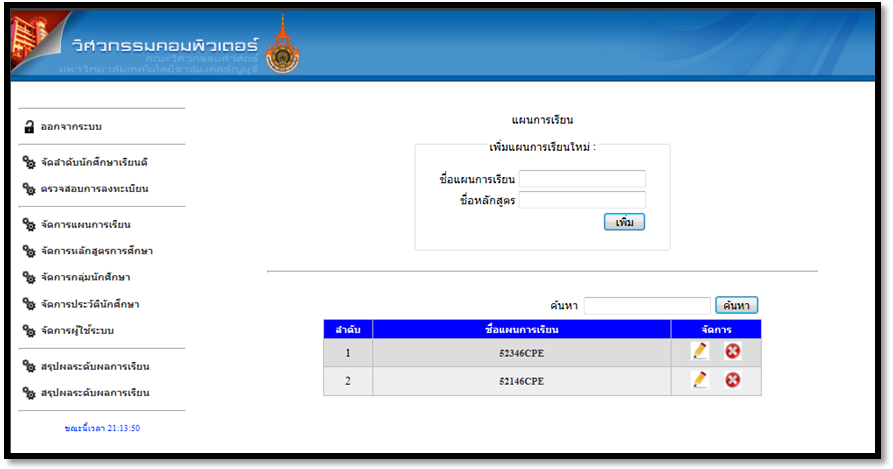 วิศวกรรมคอมพิวเตอร์
คณะวิศวกรรมศาสตร์
มหาวิทยาลัยเทคโนโลยีราชมงคลธัญบุรี
ออกจากระบบ
จัดลำดับนักศึกษาเรียนดี
ตรวจสอบการลงทะเบียน
จัดการแผนการเรียน
จัดการหลักสูตรการศึกษา
จัดการกลุ่มนักศึกษา
จัดการประวัตินักศึกษา
จัดการผู้ใช้ระบบ
สรุปผลระดับผลการเรียน
สรุปผลระดับผลการเรียน
ขณะนี้เวลา 21:13:50
แผนการเรียน
เพิ่มแผนการเรียนใหม่ :
ชื่อแผนการเรียน
ชื่อหลักสูตร
เพิ่ม
ค้นหา ค้นหา
ลำดับ ชื่อแผนการเรียน จัดการ
1 52346CPE
2 52146CPE